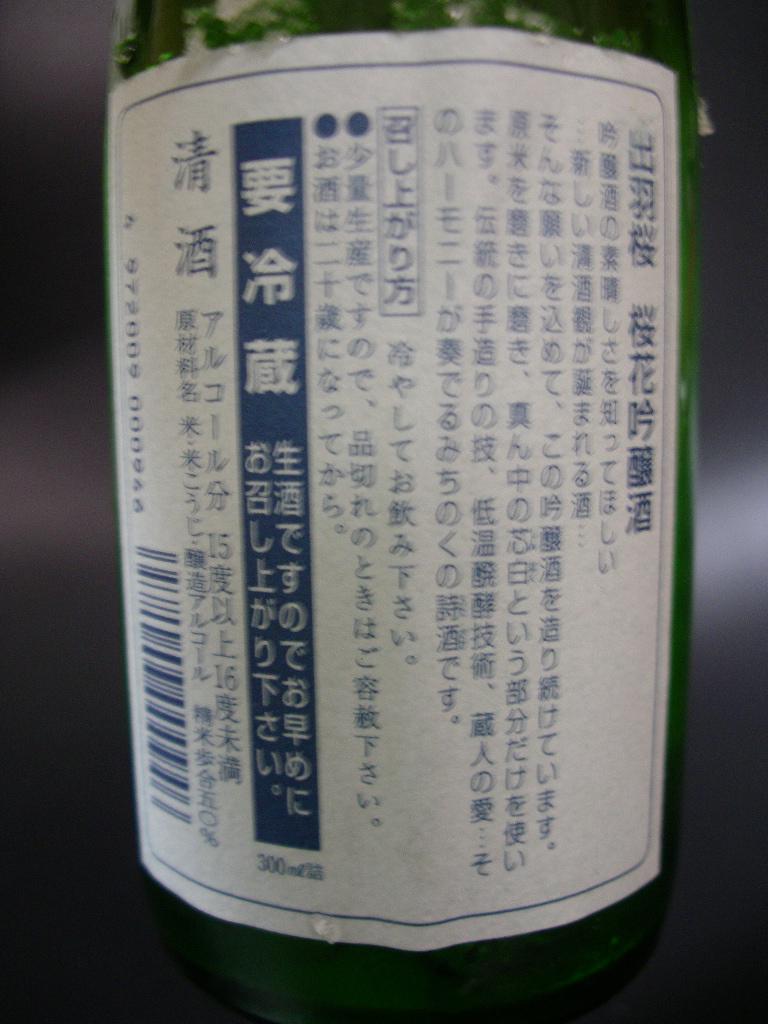 出羽桜 桜花吟醸酒
吟醸酒の素晴しさを知ってほしい
…新しい清酒観が誕まれる酒…
そんな願いを込めて、この吟醸酒を造り続けています。
原米を磨きに磨き、真ん中の芯白という部分だけを使い
ます。伝統の手造りの技、低温醗酵技術、蔵人の愛…そ
のハーモニーが奏でるみちのくの詩酒です。
召し上がり方 冷やしてお飲み下さい。
●少量生産ですので、品切れのときはご容赦下さい。
●お酒は二十歳になってから。
要冷蔵 生酒ですのでお早めに
お召し上がり下さい。
300㎖詰
清酒
アルコール分 15度以上16度未満
原材料名 米・米こうじ・醸造アルコール 精米歩合五〇%
4 972009 000946